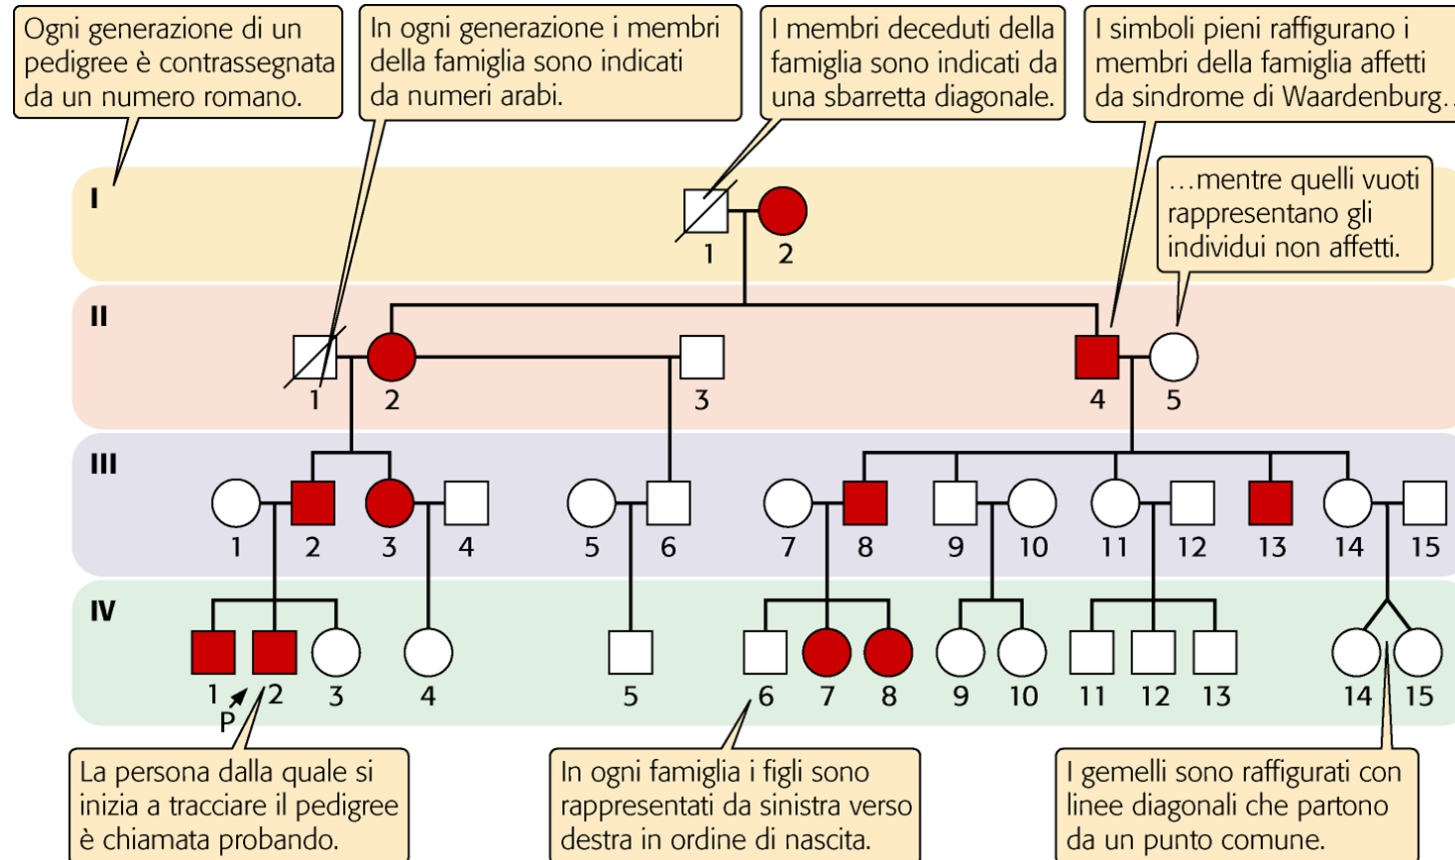 Ogni generazione di un
pedigree è contrassegnata
da un numero romano.
In ogni generazione i membri
della famiglia sono indicati
da numeri arabi.
I membri deceduti della
famiglia sono indicati da
una sbarretta diagonale.
I simboli pieni raffigurano i
membri della famiglia affetti
da sindrome di Waardenburg..
…mentre quelli vuoti
rappresentano gli
individui non affetti.
I
1 2
II
1 2 3 4 5
III
1 2 3 4 5 6 7 8 9 10 11 12 13 14 15
IV
1 2 3 4 5 6 7 8 9 10 11 12 13 14 15
P
La persona dalla quale si
inizia a tracciare il pedigree
è chiamata probando.
In ogni famiglia i figli sono
rappresentati da sinistra verso
destra in ordine di nascita.
I gemelli sono raffigurati con
linee diagonali che partono
da un punto comune.